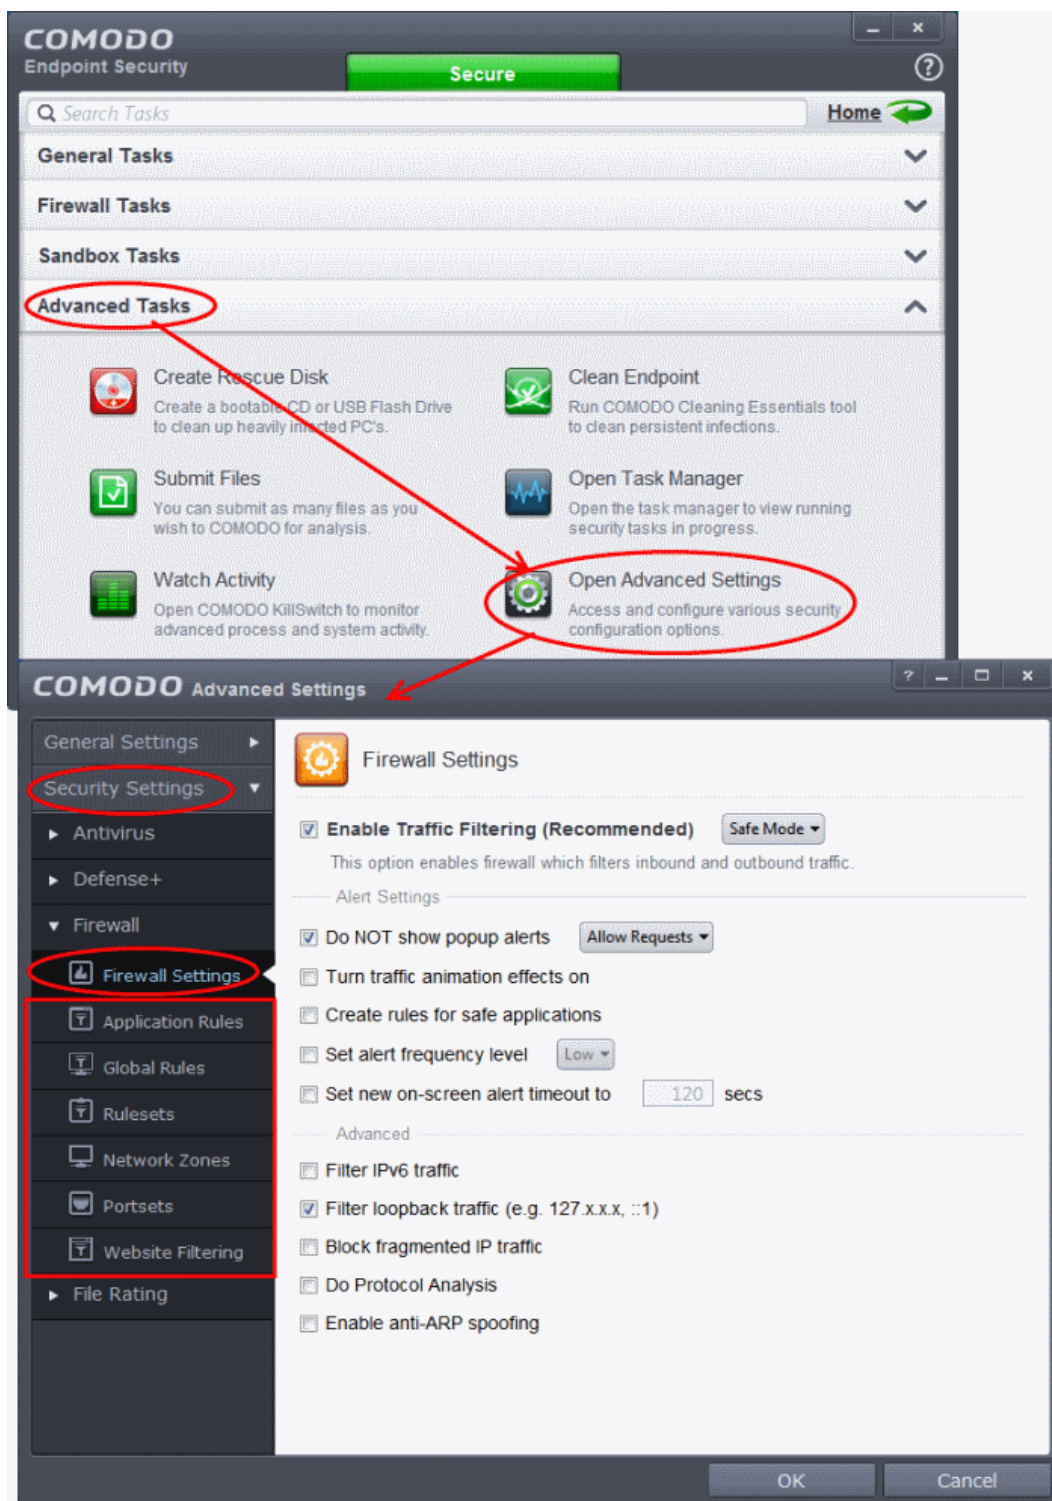 COMODO
Endpoint Security
Secure
Search Tasks
Home
General Tasks
Firewall Tasks
Sandbox Tasks
Advanced Tasks
Create Rescue Disk
Create a bootable CD or USB Flash Drive
to clean up heavily infected PC's.
Clean Endpoint
Run COMODO Cleaning Essentials tool
to clean persistent infections.
Submit Files
You can submit as many files as you
wish to COMODO for analysis.
Open Task Manager
Open the task manager to view running
security tasks in progress.
Watch Activity
Open COMODO KillSwitch to monitor
advanced process and system activity.
Open Advanced Settings
Access and configure various security
configuration options.
COMODO Advanced Settings
General Settings
Security Settings
Antivirus
Defense+
Firewall
Firewall Settings
Application Rules
Global Rules
Rulesets
Network Zones
Portsets
Website Filtering
File Rating
Firewall Settings
Enable Traffic Filtering (Recommended) Safe Mode
This option enables firewall which filters inbound and outbound traffic.
Alert Settings
Do NOT show popup alerts Allow Requests
Turn traffic animation effects on
Create rules for safe applications
Set alert frequency level Low
Set new on-screen alert timeout to 120 secs
Advanced
Filter IPv6 traffic
Filter loopback traffic (e.g. 127.x.x.x, ::1)
Block fragmented IP traffic
Do Protocol Analysis
Enable anti-ARP spoofing
OK Cancel